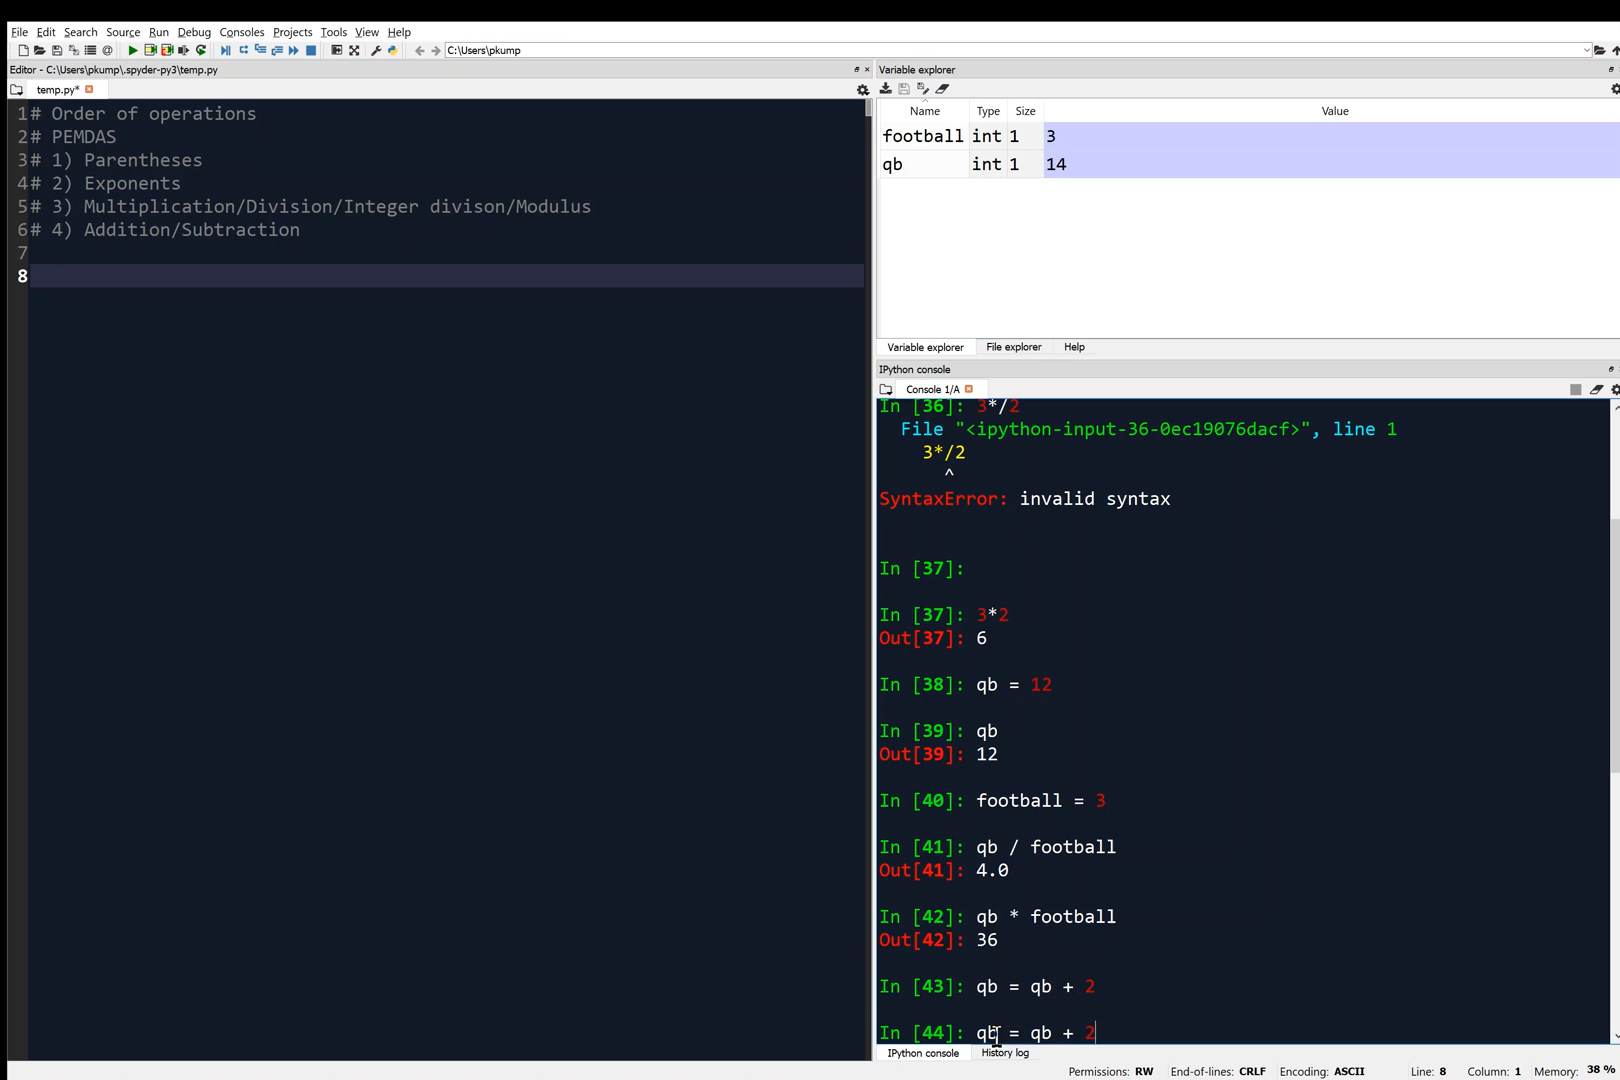 File Edit Search Source Run Debug Consoles Projects Tools View Help
C:\Users\pkump
Editor - C:\Users\pkump\.spyder-py3\temp.py
temp.py*
1 # Order of operations
2 # PEMDAS
3 # 1) Parentheses
4 # 2) Exponents
5 # 3) Multiplication/Division/Integer divison/Modulus
6 # 4) Addition/Subtraction
7
8
Variable explorer
Name Type Size Value
football int 1 3
qb int 1 14
Variable explorer File explorer Help
IPython console
Console 1/A
In [36]: 3*/2
File "<ipython-input-36-0ec19076dacf>", line 1
3*/2
^
SyntaxError: invalid syntax
In [37]:
In [37]: 3*2
Out[37]: 6
In [38]: qb = 12
In [39]: qb
Out[39]: 12
In [40]: football = 3
In [41]: qb / football
Out[41]: 4.0
In [42]: qb * football
Out[42]: 36
In [43]: qb = qb + 2
In [44]: qb = qb + 2
IPython console History log
Permissions: RW End-of-lines: CRLF Encoding: ASCII Line: 8 Column: 1 Memory: 38 %